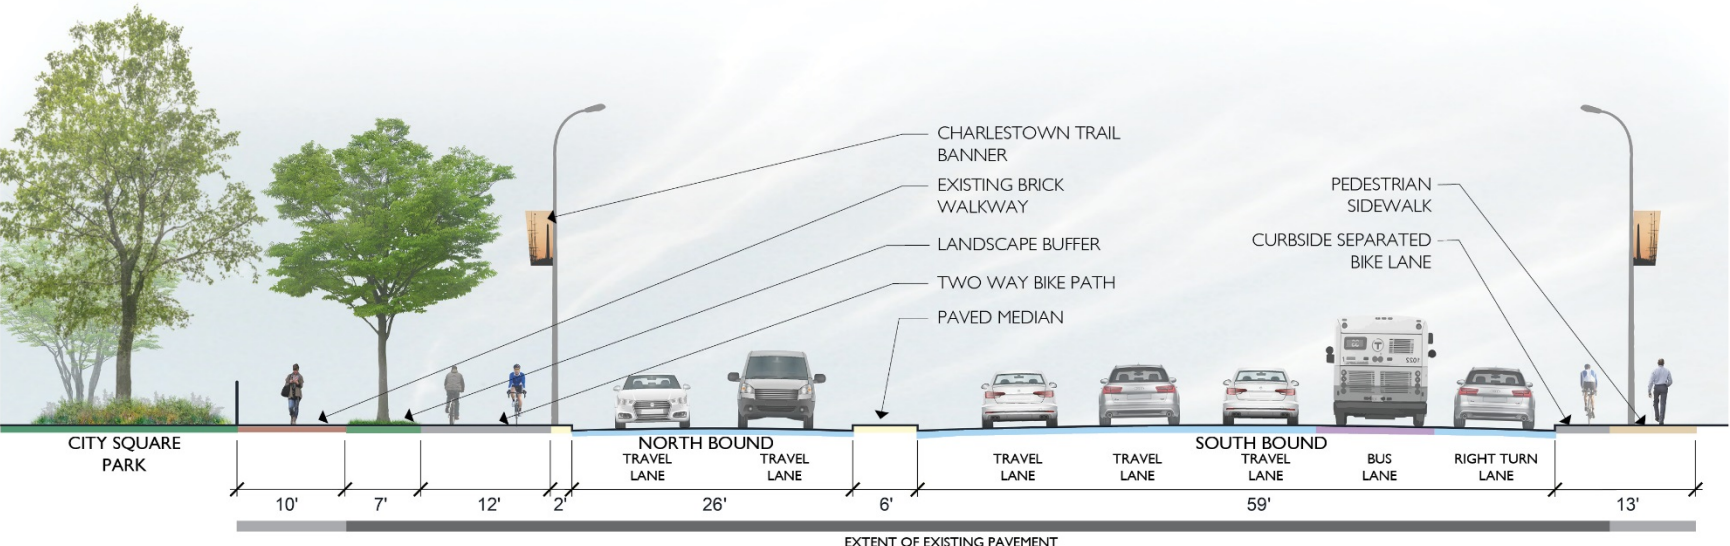 CHARLESTOWN TRAIL
BANNER
EXISTING BRICK
WALKWAY
LANDSCAPE BUFFER
TWO WAY BIKE PATH
PAVED MEDIAN
PEDESTRIAN
SIDEWALK
CURBSIDE SEPARATED
BIKE LANE
CITY SQUARE
PARK
NORTH BOUND
TRAVEL
LANE
TRAVEL
LANE
SOUTH BOUND
TRAVEL
LANE
TRAVEL
LANE
TRAVEL
LANE
BUS
LANE
RIGHT TURN
LANE
10'
7'
12'
2'
26'
6'
59'
13'
EXTENT OF EXISTING PAVEMENT
T